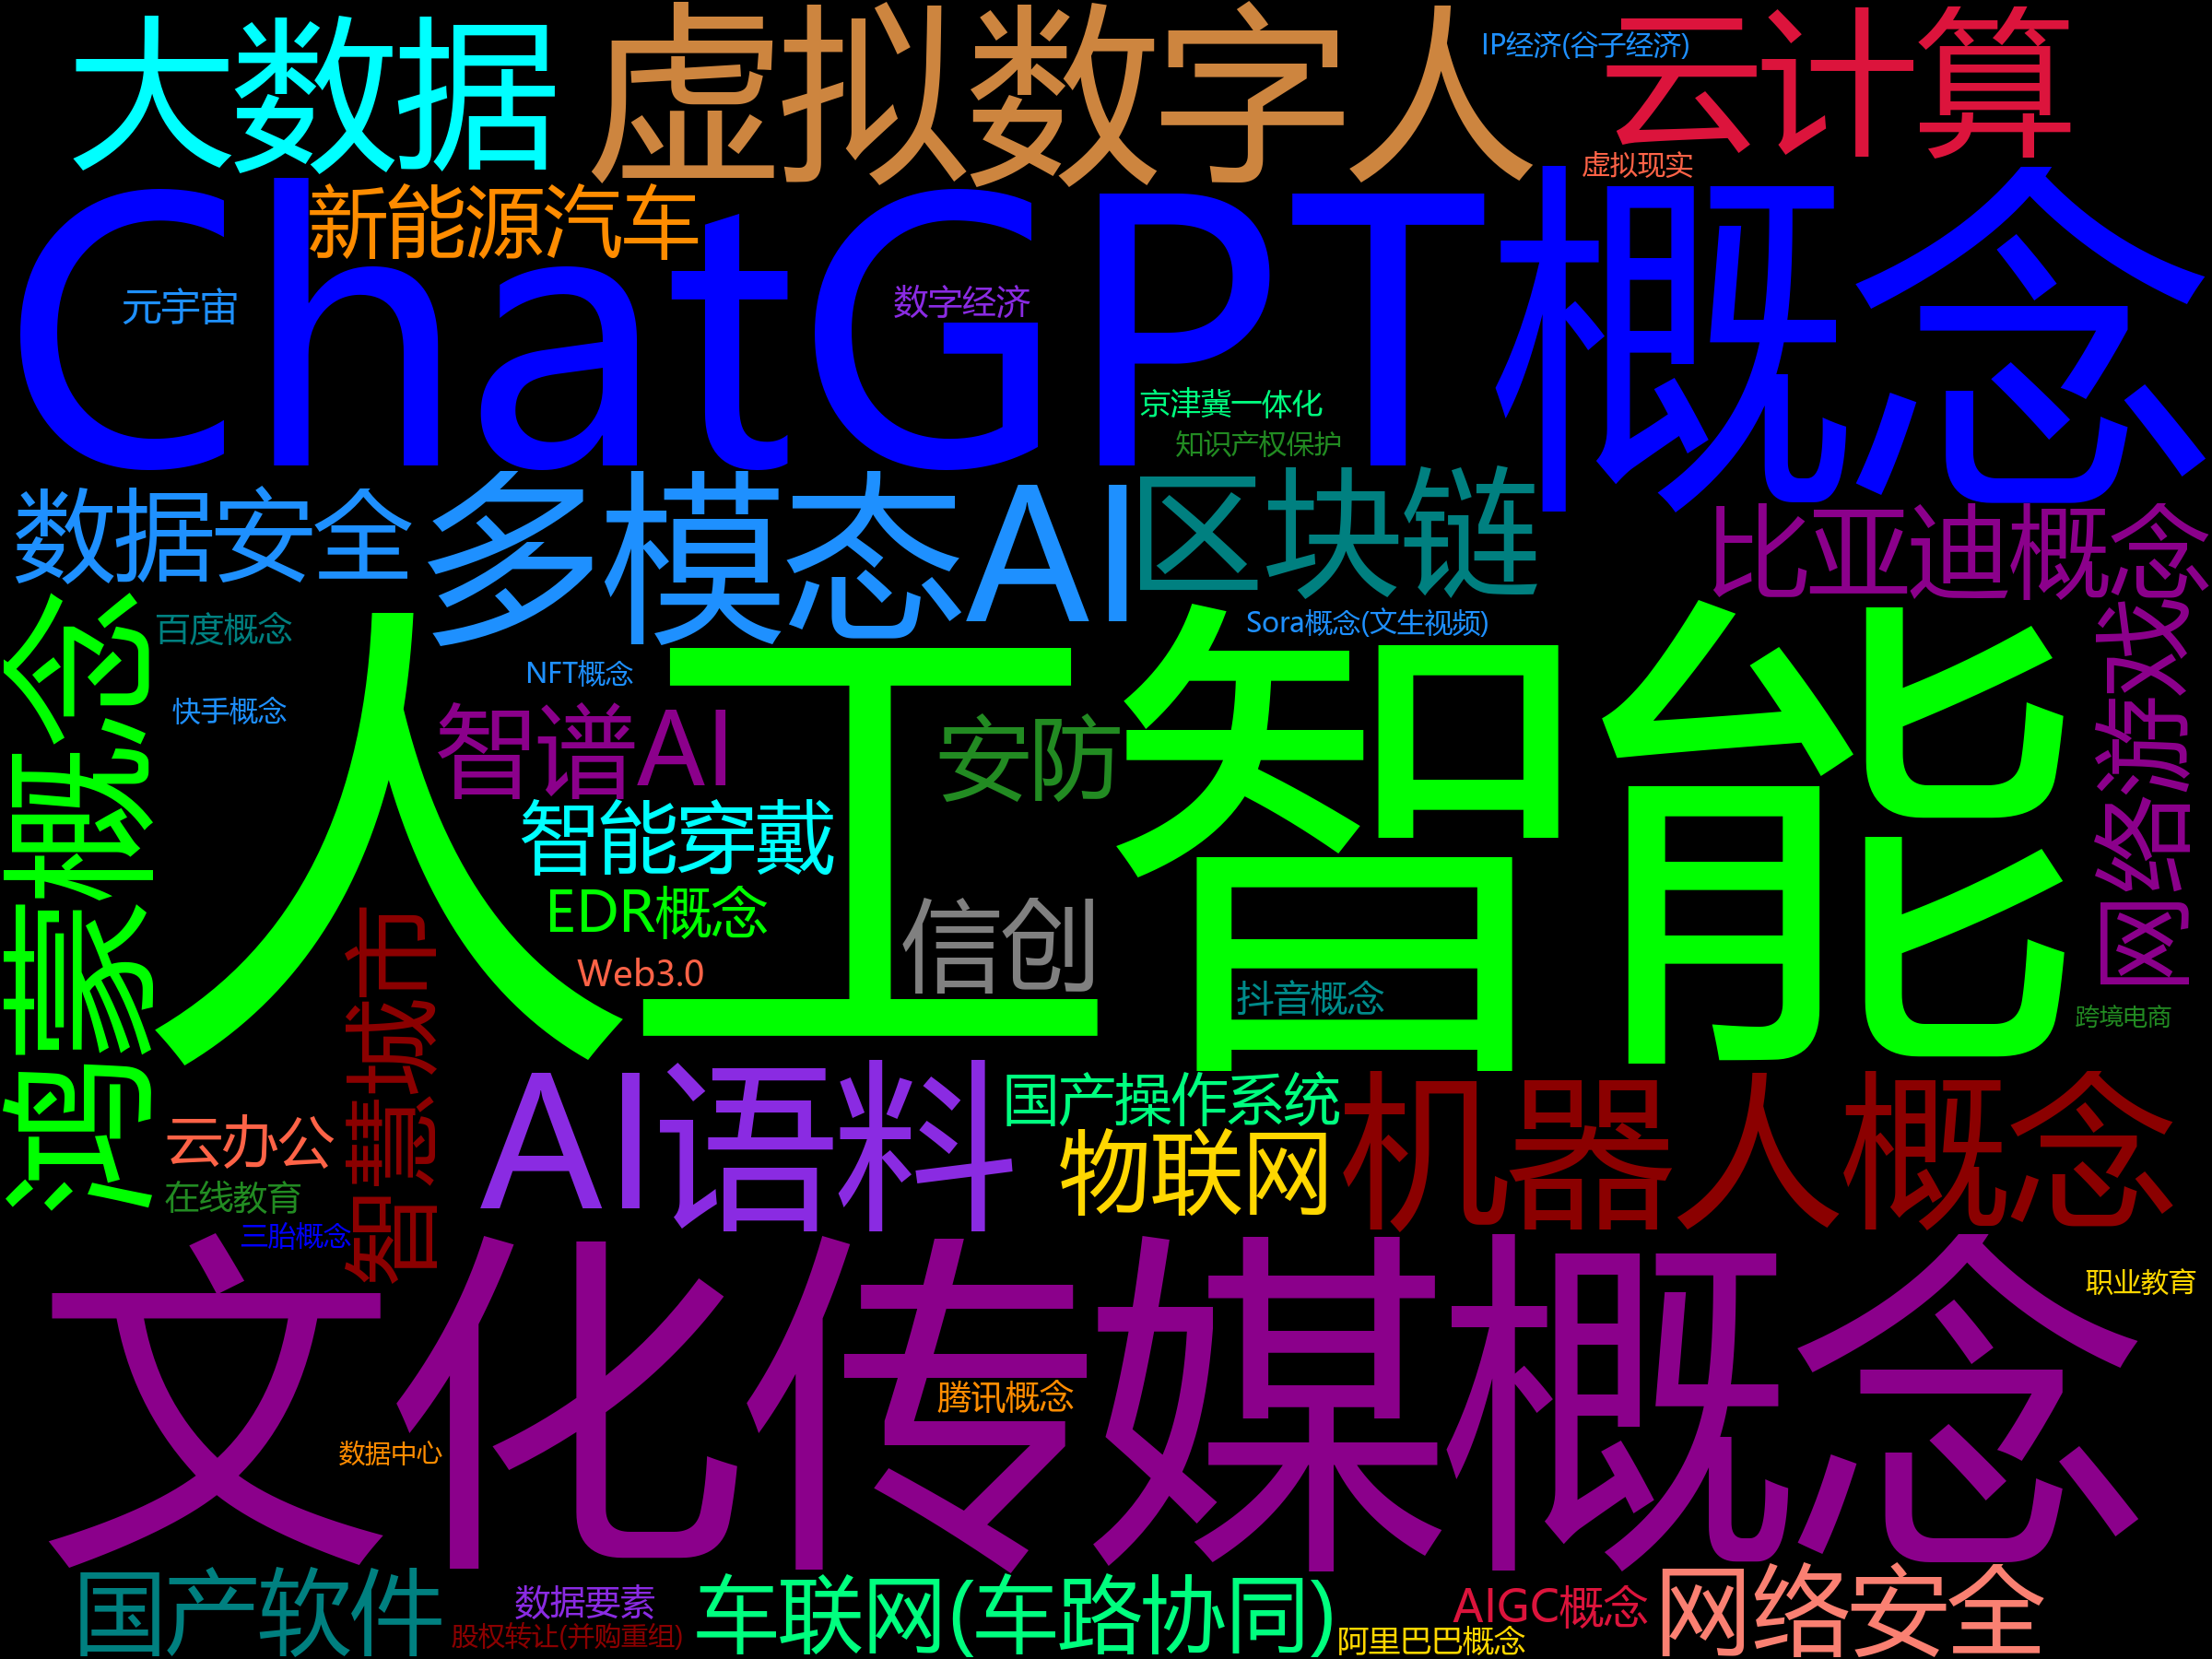 大数据
虚拟数字人
IP经济(谷子经济)
云计算
虚拟现实
新能源汽车
ChatGPT概念
元宇宙
数字经济
京津冀一体化
知识产权保护
数据安全
多模态AI
区块链
比亚迪概念
百度概念
Sora概念(文生视频)
NFT概念
快手概念
鸿蒙概念
人工智能
智谱AI
安防
网络游戏
智能穿戴
EDR概念
信创
Web3.0
抖音概念
跨境电商
智慧城市
AI语料
国产操作系统
机器人概念
云办公
物联网
在线教育
三胎概念
文化传媒概念
职业教育
腾讯概念
数据中心
国产软件
数据要素
股权转让(并购重组)
车联网(车路协同)
AIGC概念
阿里巴巴概念
网络安全